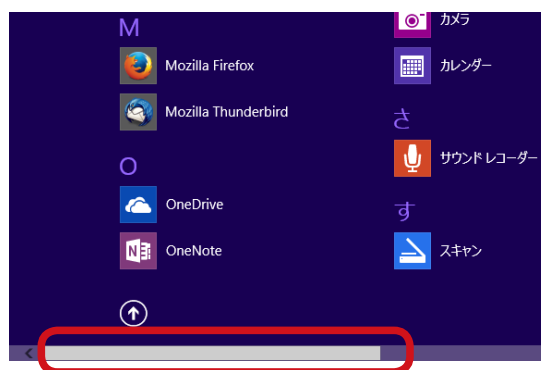 M
Mozilla Firefox
Mozilla Thunderbird
O
OneDrive
OneNote
カメラ
カレンダー
さ
サウンド レコーダー
す
スキャン